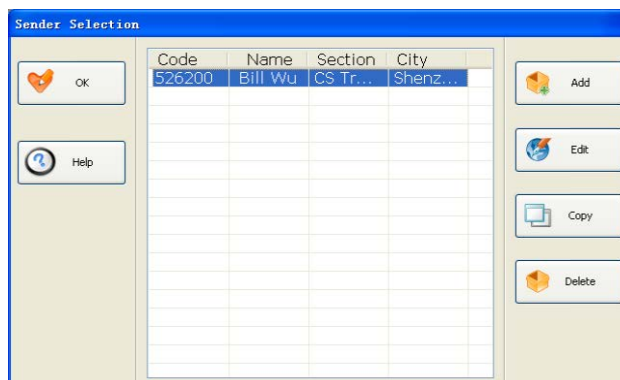 Sender Selection
Code Name Section City
526200 Bill Wu CS Tr... Shenz...
OK
Help
Add
Edit
Copy
Delete